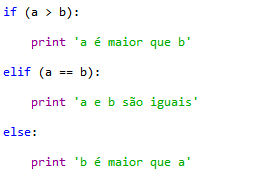 if (a > b):
print 'a é maior que b'
elif (a == b):
print 'a e b são iguais'
else:
print 'b é maior que a'